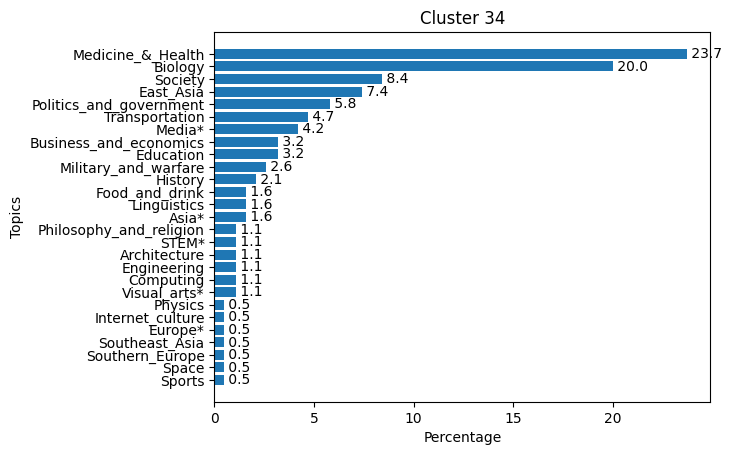 Cluster 34
Topics
Medicine_&_Health 23.7
Biology 20.0
Society 8.4
East_Asia 7.4
Politics_and_government 5.8
Transportation 4.7
Media* 4.2
Business_and_economics 3.2
Education 3.2
Military_and_warfare 2.6
History 2.1
Food_and_drink 1.6
Linguistics 1.6
Asia* 1.6
Philosophy_and_religion 1.1
STEM* 1.1
Architecture 1.1
Engineering 1.1
Computing 1.1
Visual_arts* 1.1
Physics 0.5
Internet_culture 0.5
Europe* 0.5
Southeast_Asia 0.5
Southern_Europe 0.5
Space 0.5
Sports 0.5
0 5 10 15 20
Percentage